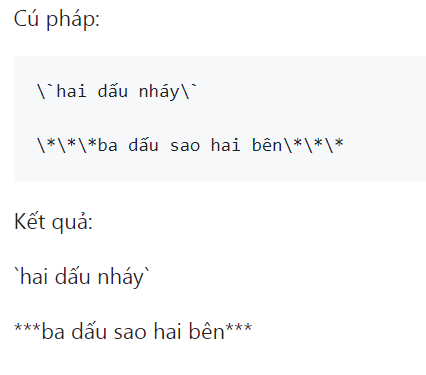 Cú pháp:
\`hai dấu nháy\`
\*\*\*ba dấu sao hai bên\*\*\*
Kết quả:
`hai dấu nháy`
***ba dấu sao hai bên***